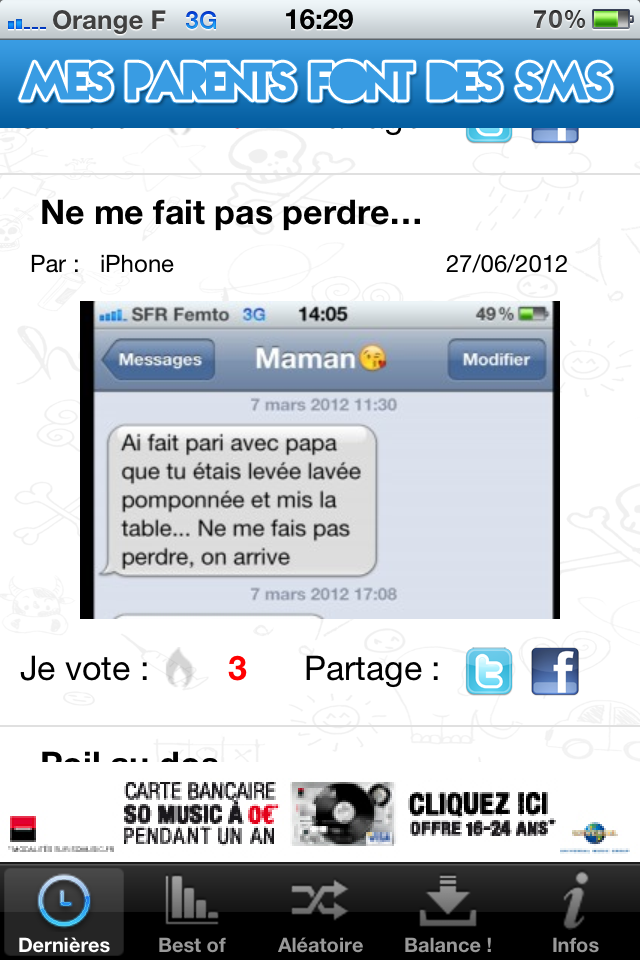 Orange F 3G 16:29 70%
MES PARENTS FONT DES SMS
Ne me fait pas perdre...
Par : iPhone 27/06/2012
SFR Femto 3G 14:05 49 %
Messages Maman Modifier
7 mars 2012 11:30
Ai fait pari avec papa
que tu étais levée lavée
pomponnée et mis la
table... Ne me fais pas
perdre, on arrive
7 mars 2012 17:08
Je vote : 3 Partage :
CARTE BANCAIRE
SO MUSIC À 0€*
PENDANT UN AN
VISA
CLIQUEZ ICI
OFFRE 16-24 ANS*
Dernières Best of Aléatoire Balance ! Infos